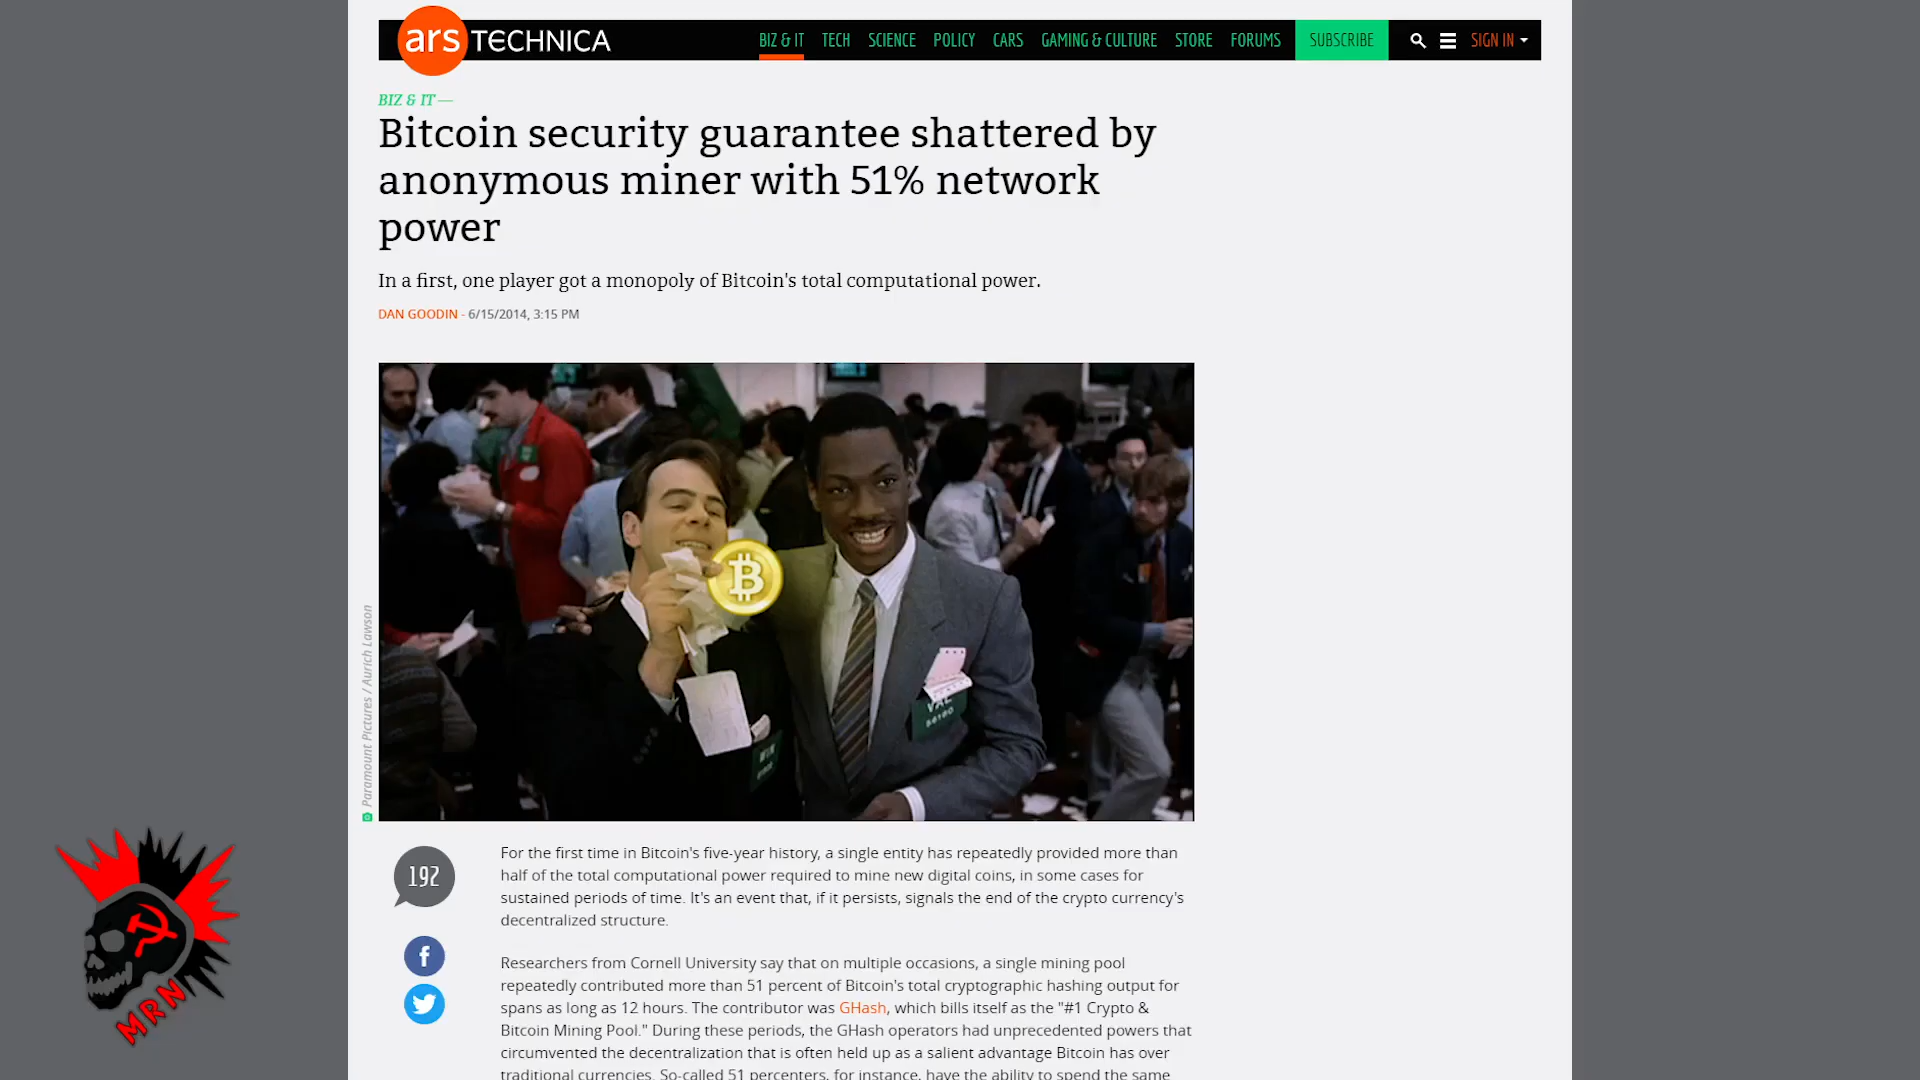 ars TECHNICA
BIZ & IT TECH SCIENCE POLICY CARS GAMING & CULTURE STORE FORUMS SUBSCRIBE SIGN IN
BIZ & IT —
Bitcoin security guarantee shattered by
anonymous miner with 51% network
power
In a first, one player got a monopoly of Bitcoin's total computational power.
DAN GOODIN - 6/15/2014, 3:15 PM
Paramount Pictures / Aurich Lawson
192
For the first time in Bitcoin's five-year history, a single entity has repeatedly provided more than
half of the total computational power required to mine new digital coins, in some cases for
sustained periods of time. It's an event that, if it persists, signals the end of the crypto currency's
decentralized structure.
Researchers from Cornell University say that on multiple occasions, a single mining pool
repeatedly contributed more than 51 percent of Bitcoin's total cryptographic hashing output for
spans as long as 12 hours. The contributor was GHash, which bills itself as the "#1 Crypto &
Bitcoin Mining Pool." During these periods, the GHash operators had unprecedented powers that
circumvented the decentralization that is often held up as a salient advantage Bitcoin has over
traditional currencies. So-called 51 percenters, for instance, have the ability to spend the same
MRN